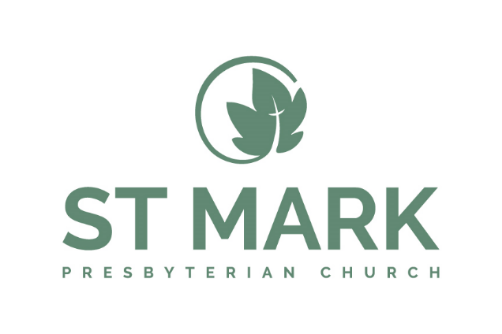 ST MARK
PRESBYTERIAN CHURCH